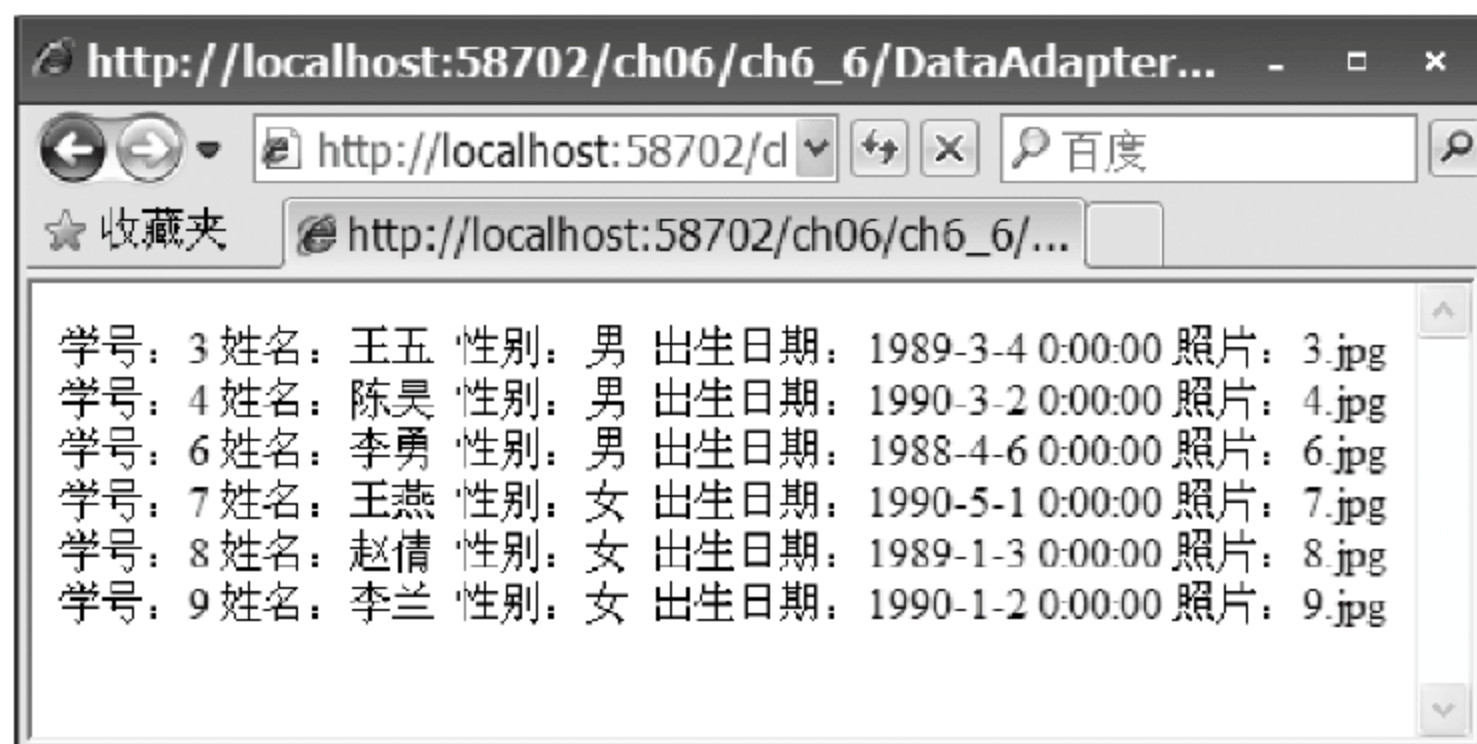 http://localhost:58702/ch06/ch6_6/DataAdapter...
http://localhost:58702/cl 百度
收藏夹 http://localhost:58702/ch06/ch6_6/...
学号：3 姓名：王五 性别：男 出生日期：1989-3-4 0:00:00 照片：3.jpg
学号：4 姓名：陈昊 性别：男 出生日期：1990-3-2 0:00:00 照片：4.jpg
学号：6 姓名：李勇 性别：男 出生日期：1988-4-6 0:00:00 照片：6.jpg
学号：7 姓名：王燕 性别：女 出生日期：1990-5-1 0:00:00 照片：7.jpg
学号：8 姓名：赵倩 性别：女 出生日期：1989-1-3 0:00:00 照片：8.jpg
学号：9 姓名：李兰 性别：女 出生日期：1990-1-2 0:00:00 照片：9.jpg